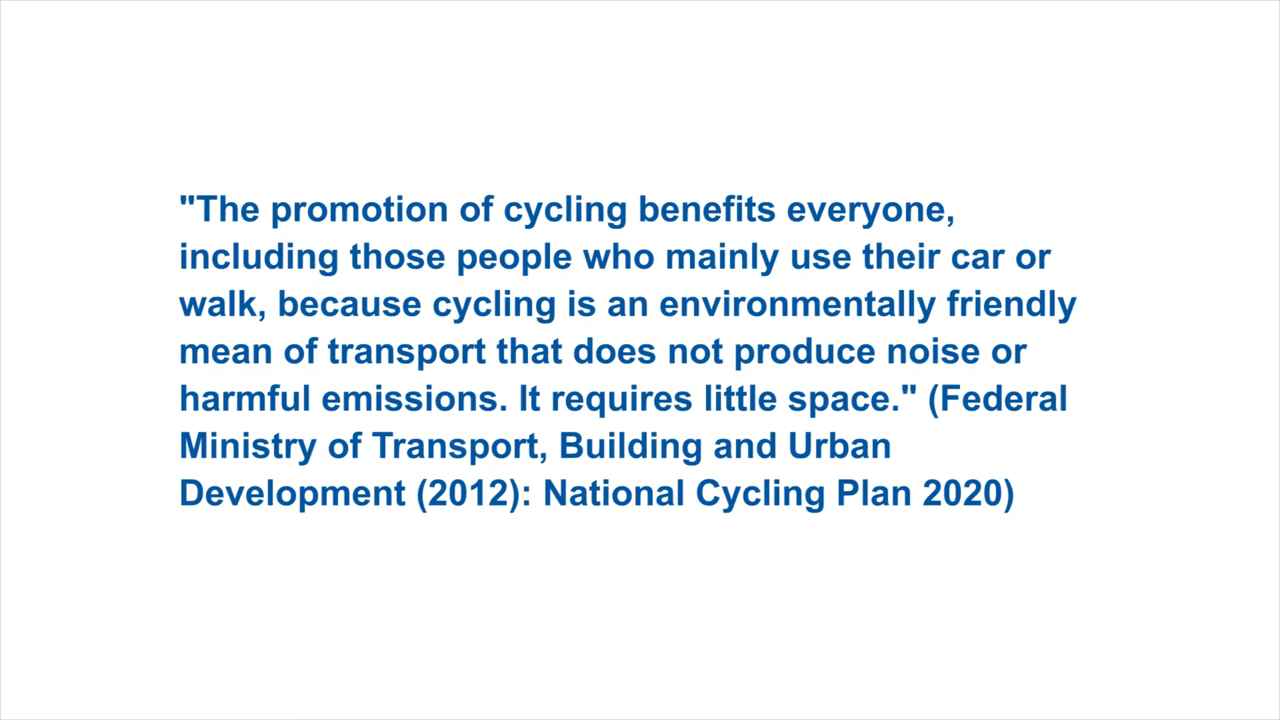 "The promotion of cycling benefits everyone,
including those people who mainly use their car or
walk, because cycling is an environmentally friendly
mean of transport that does not produce noise or
harmful emissions. It requires little space." (Federal
Ministry of Transport, Building and Urban
Development (2012): National Cycling Plan 2020)